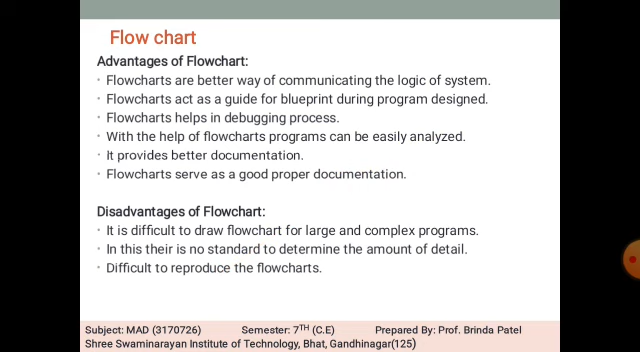 Flow chart
Advantages of Flowchart:
• Flowcharts are better way of communicating the logic of system.
• Flowcharts act as a guide for blueprint during program designed.
• Flowcharts helps in debugging process.
• With the help of flowcharts programs can be easily analyzed.
• It provides better documentation.
• Flowcharts serve as a good proper documentation.
Disadvantages of Flowchart:
• It is difficult to draw flowchart for large and complex programs.
• In this their is no standard to determine the amount of detail.
• Difficult to reproduce the flowcharts.
Subject: MAD (3170726) Semester: 7TH (C.E) Prepared By: Prof. Brinda Patel
Shree Swaminarayan Institute of Technology, Bhat, Gandhinagar(125)